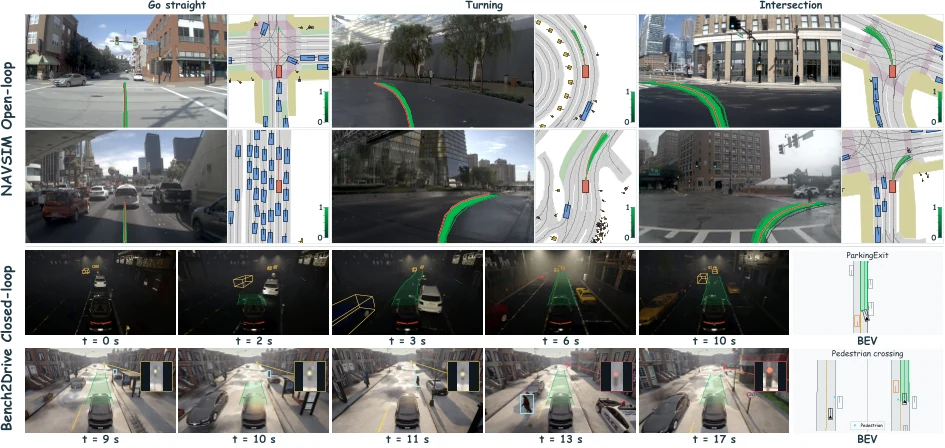 Go straight
Turning
Intersection
NAVSIM Open-loop
1
0
1
0
1
0
1
0
1
0
1
0
Bench2Drive Closed-loop
ParkingExit
t = 0 s
t = 2 s
t = 3 s
t = 6 s
t = 10 s
BEV
Pedestrian crossing
Pedestrian
t = 9 s
t = 10 s
t = 11 s
t = 13 s
t = 17 s
BEV